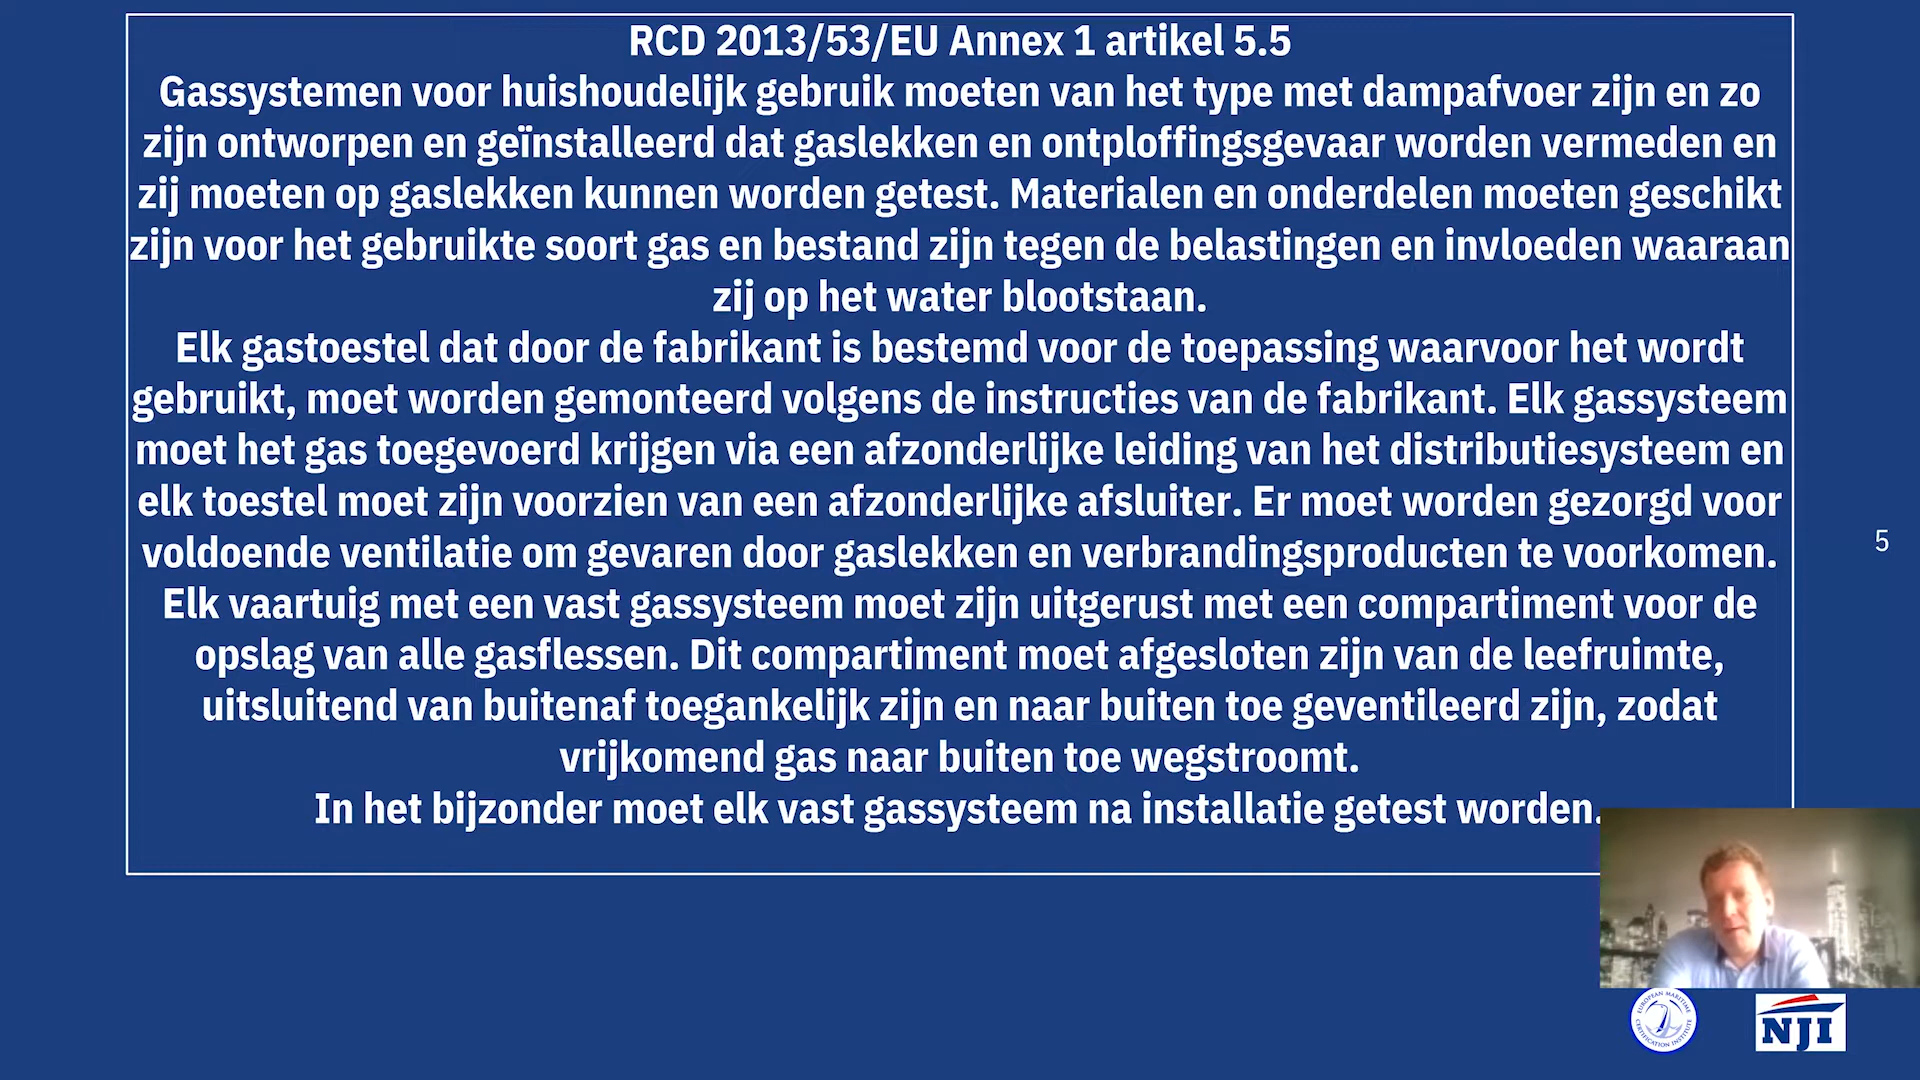 RCD 2013/53/EU Annex 1 artikel 5.5
Gassystemen voor huishoudelijk gebruik moeten van het type met dampafvoer zijn en zo
zijn ontworpen en geïnstalleerd dat gaslekken en ontploffingsgevaar worden vermeden en
zij moeten op gaslekken kunnen worden getest. Materialen en onderdelen moeten geschikt
zijn voor het gebruikte soort gas en bestand zijn tegen de belastingen en invloeden waaraan
zij op het water blootstaan.
Elk gastoestel dat door de fabrikant is bestemd voor de toepassing waarvoor het wordt
gebruikt, moet worden gemonteerd volgens de instructies van de fabrikant. Elk gassysteem
moet het gas toegevoerd krijgen via een afzonderlijke leiding van het distributiesysteem en
elk toestel moet zijn voorzien van een afzonderlijke afsluiter. Er moet worden gezorgd voor
voldoende ventilatie om gevaren door gaslekken en verbrandingsproducten te voorkomen.
Elk vaartuig met een vast gassysteem moet zijn uitgerust met een compartiment voor de
opslag van alle gasflessen. Dit compartiment moet afgesloten zijn van de leefruimte,
uitsluitend van buitenaf toegankelijk zijn en naar buiten toe geventileerd zijn, zodat
vrijkomend gas naar buiten toe wegstroomt.
In het bijzonder moet elk vast gassysteem na installatie getest worden.
5
EUROPEAN MARITIME
CERTIFICATION INSTITUTE
NJI